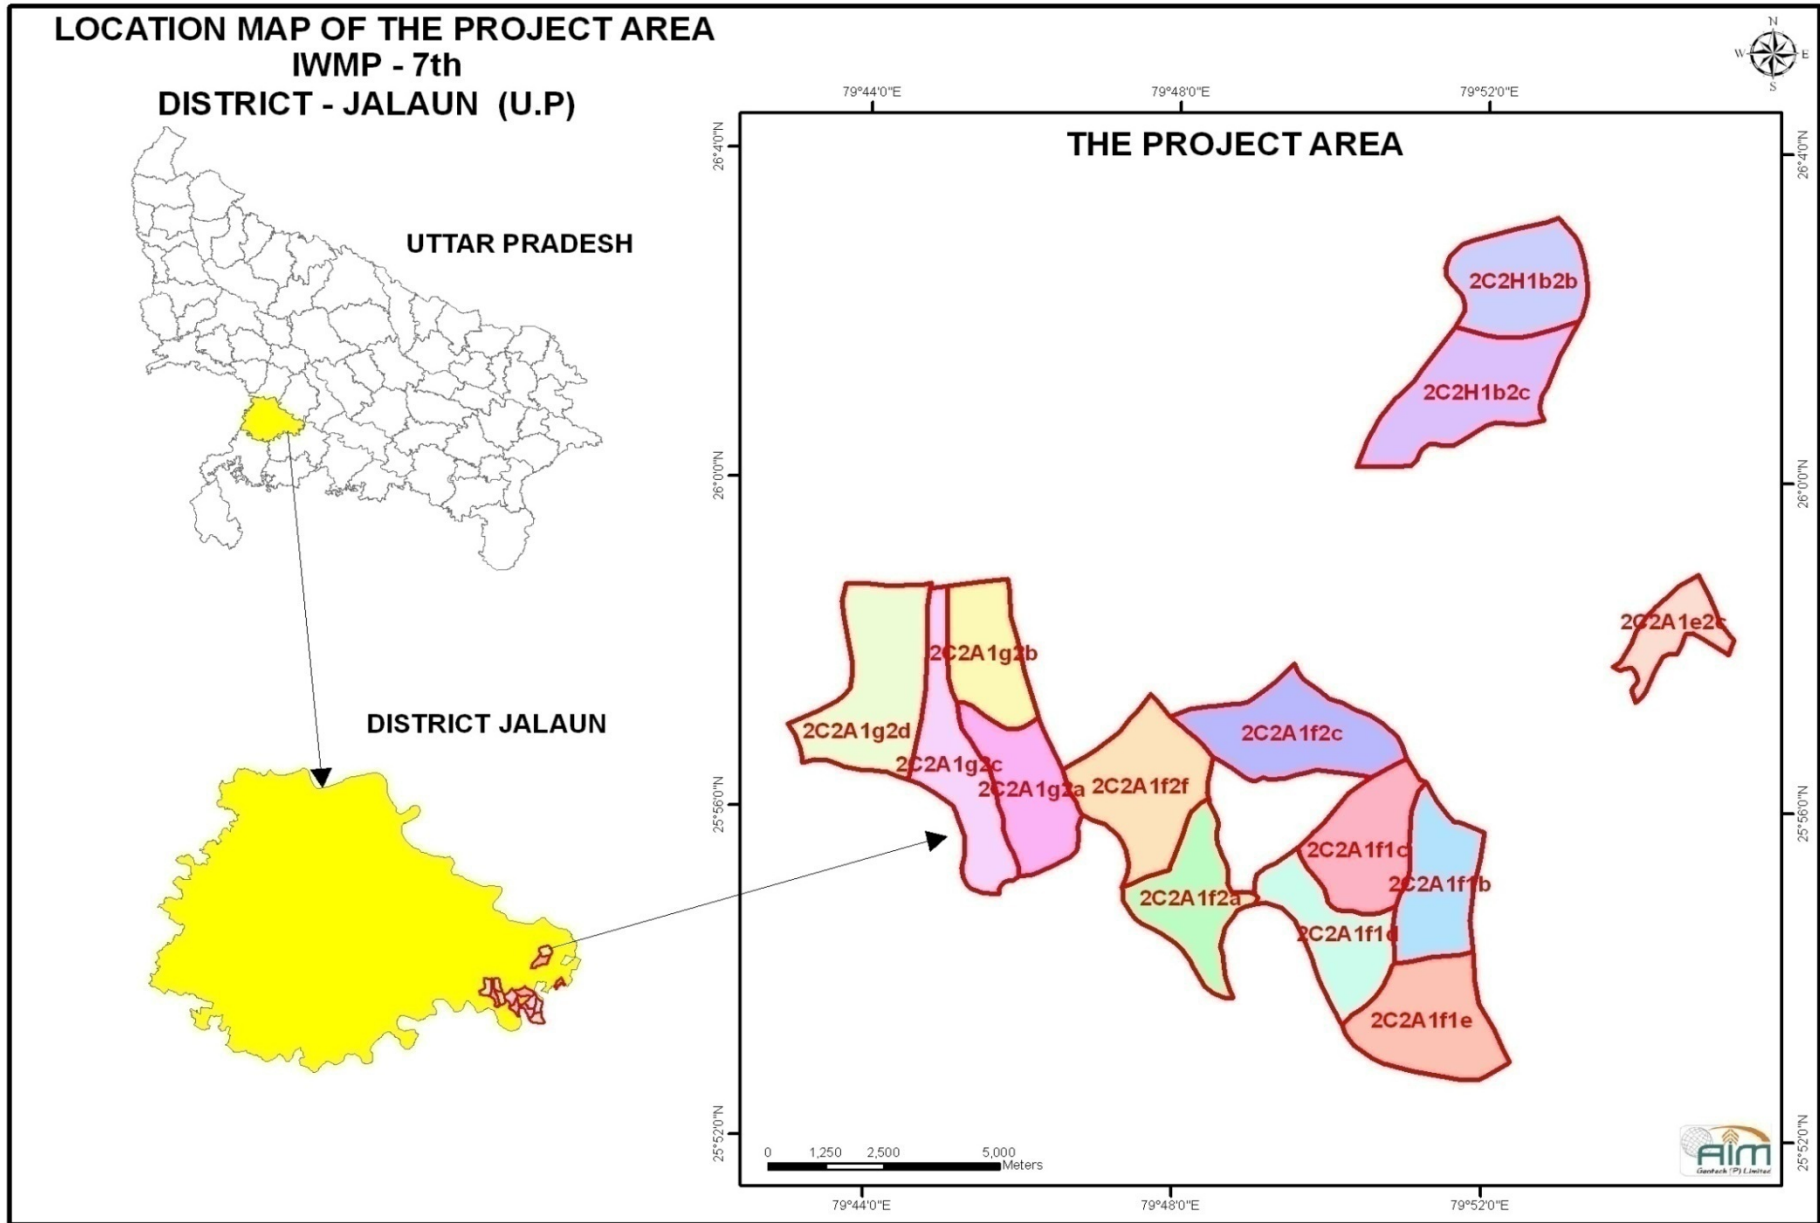 LOCATION MAP OF THE PROJECT AREA
IWMP - 7th
DISTRICT - JALAUN (U.P)
N
W
E
S
UTTAR PRADESH
DISTRICT JALAUN
79°44'0"E
79°48'0"E
79°52'0"E
THE PROJECT AREA
26°4'0"N
26°4'0"N
2C2H1b2b
2C2H1b2c
26°0'0"N
26°0'0"N
2C2A1e2c
2C2A1g2b
2C2A1g2d
2C2A1f2c
2C2A1g2c
2C2A1g2a
2C2A1f2f
25°56'0"N
25°56'0"N
2C2A1f1c
2C2A1f1b
2C2A1f2a
2C2A1f1d
2C2A1f1e
25°52'0"N
25°52'0"N
0 1,250 2,500 5,000
Meters
AIM
Geotech (P) Limited
79°44'0"E
79°48'0"E
79°52'0"E